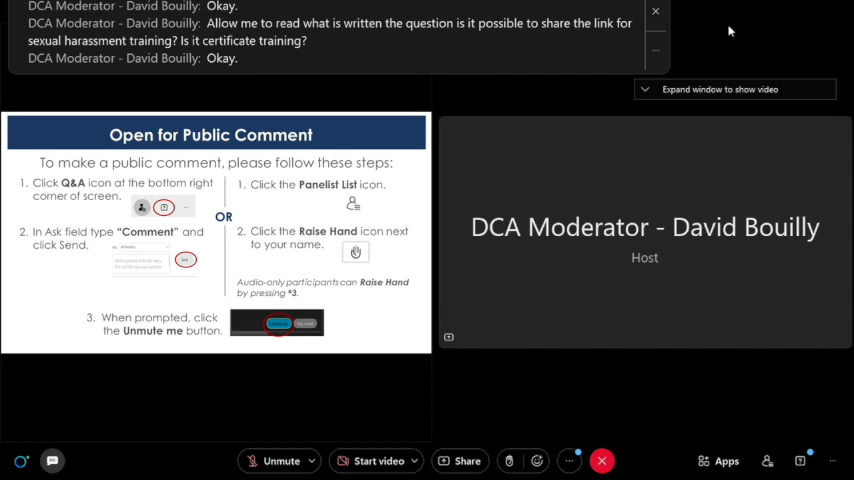 DCA Moderator - David Bouilly: Okay.
DCA Moderator - David Bouilly: Allow me to read what is written the question is it possible to share the link for
sexual harassment training? Is it certificate training?
DCA Moderator - David Bouilly: Okay.
Expand window to show video
Open for Public Comment
To make a public comment, please follow these steps:
1. Click Q&A icon at the bottom right
corner of screen.
2. In Ask field type “Comment” and
click Send.
OR
1. Click the Panelist List icon.
2. Click the Raise Hand icon next
to your name.
Audio-only participants can Raise Hand
by pressing *3.
3. When prompted, click
the Unmute me button.
DCA Moderator - David Bouilly
Host
Unmute
Start video
Share
Apps